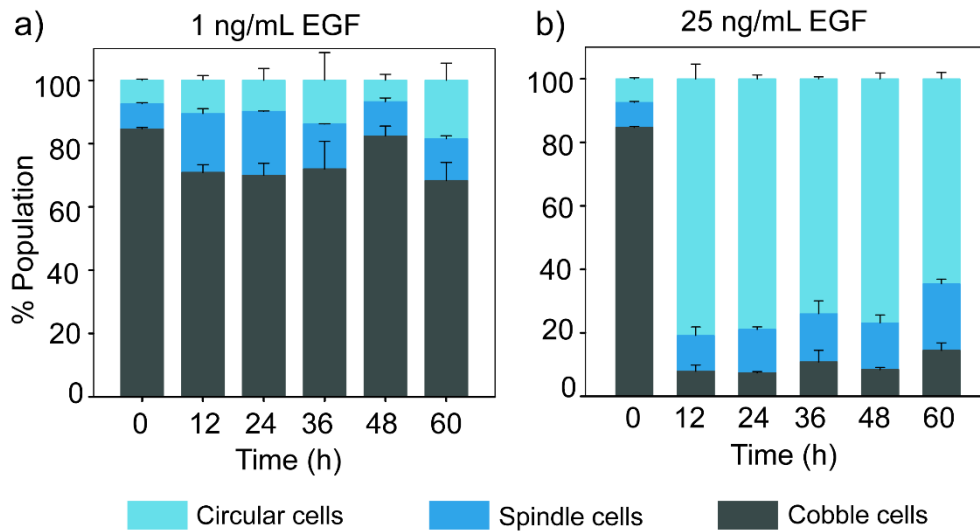 a) 1 ng/mL EGF
b) 25 ng/mL EGF
% Population
100
80
60
40
20
0
0 12 24 36 48 60
Time (h)
100
80
60
40
20
0
0 12 24 36 48 60
Time (h)
Circular cells
Spindle cells
Cobble cells